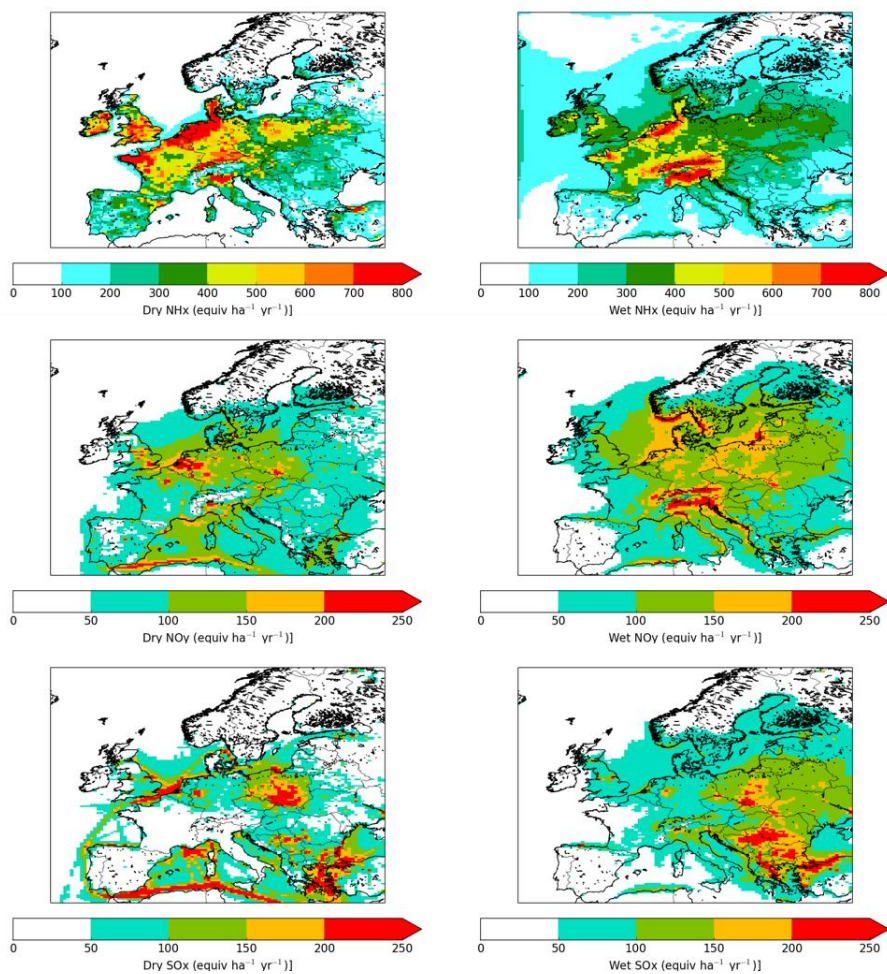 0 100 200 300 400 500 600 700 800
Dry NHx (equiv ha⁻¹ yr⁻¹)]
0 100 200 300 400 500 600 700 800
Wet NHx (equiv ha⁻¹ yr⁻¹)]
0 50 100 150 200 250
Dry NOy (equiv ha⁻¹ yr⁻¹)]
0 50 100 150 200 250
Wet NOy (equiv ha⁻¹ yr⁻¹)]
0 50 100 150 200 250
Dry SOx (equiv ha⁻¹ yr⁻¹)]
0 50 100 150 200 250
Wet SOx (equiv ha⁻¹ yr⁻¹)]